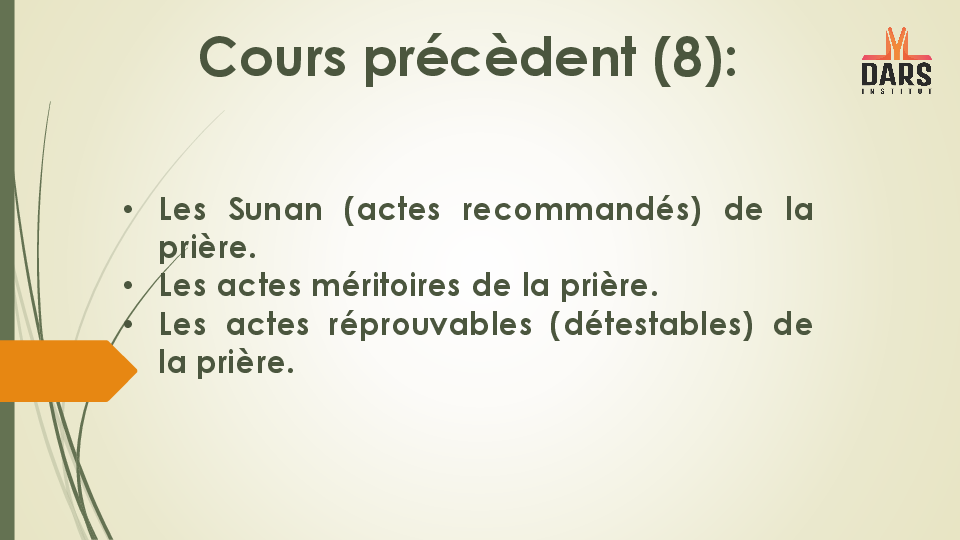 Cours précèdent (8):
DARS
INSTITUT
• Les Sunan (actes recommandés) de la
prière.
• Les actes méritoires de la prière.
• Les actes réprouvables (détestables) de
la prière.